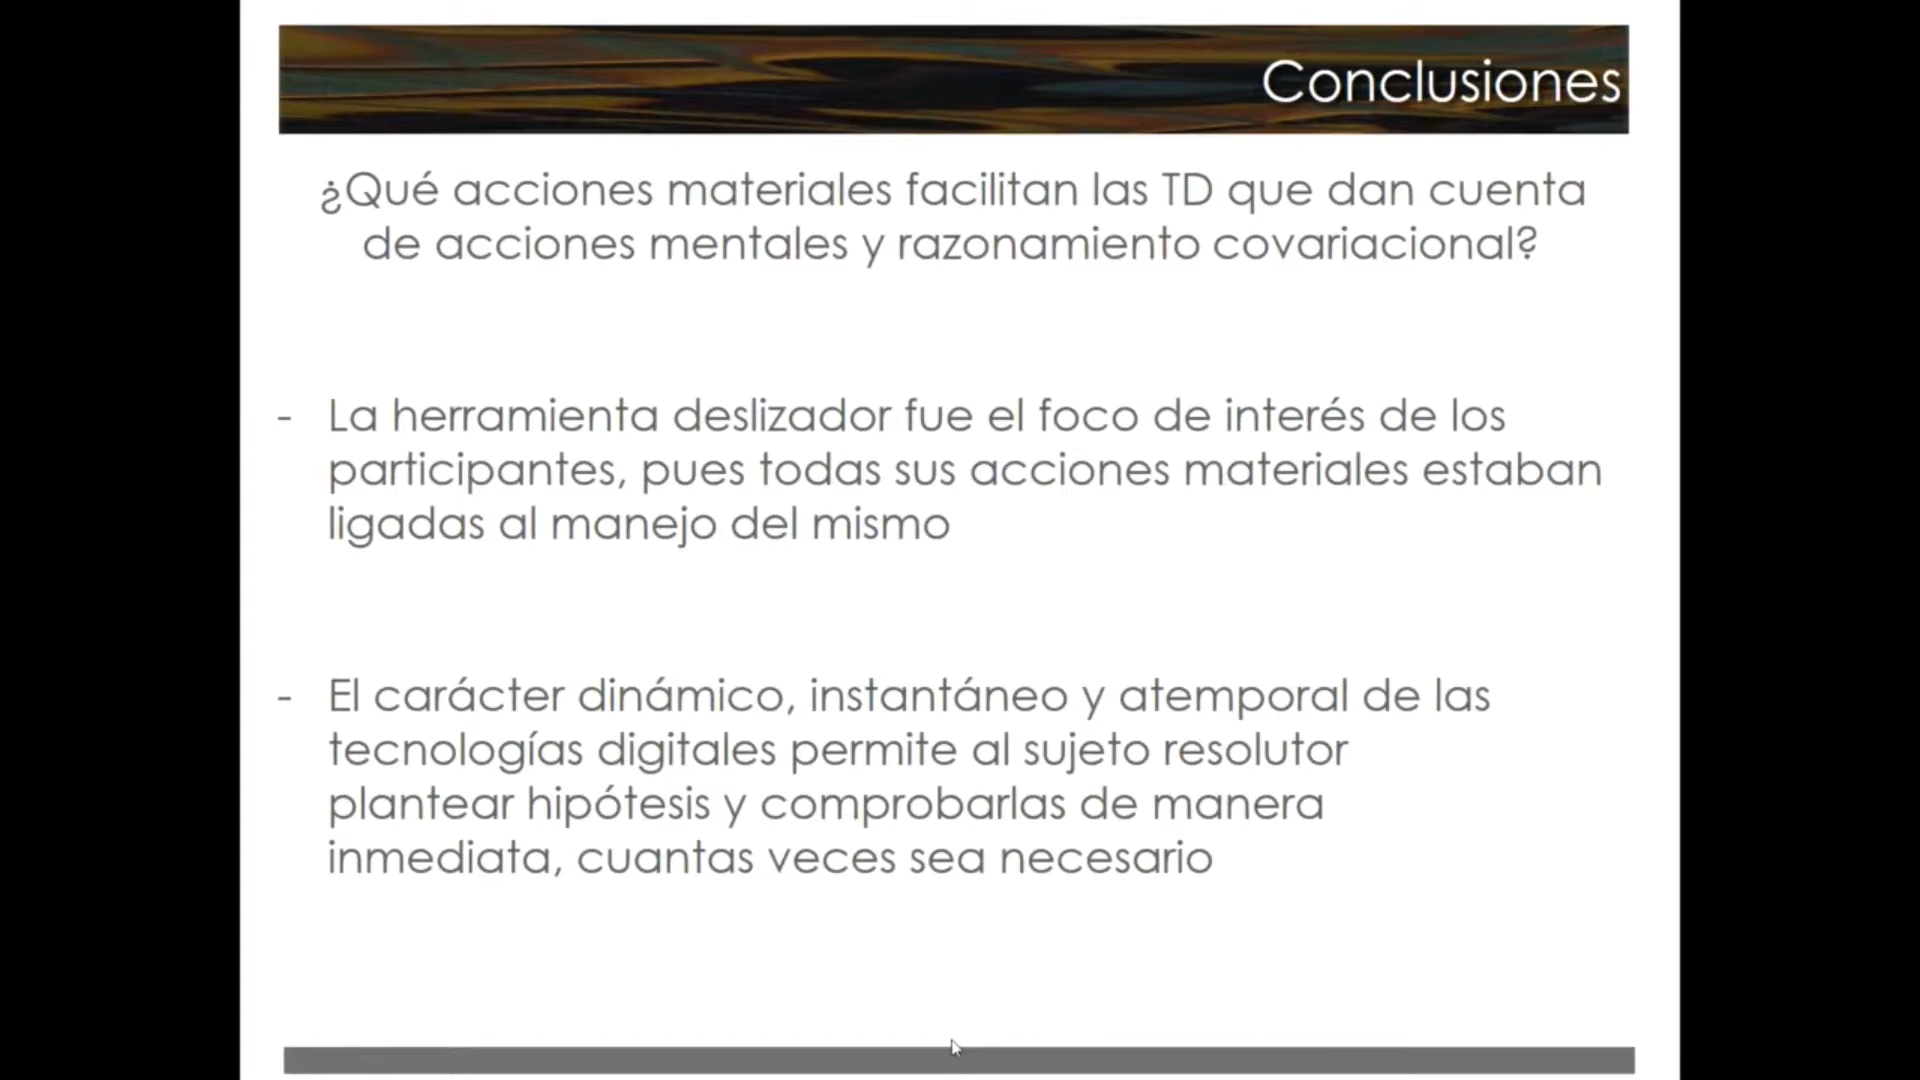 Conclusiones
¿Qué acciones materiales facilitan las TD que dan cuenta
de acciones mentales y razonamiento covariacional?
- La herramienta deslizador fue el foco de interés de los
participantes, pues todas sus acciones materiales estaban
ligadas al manejo del mismo
- El carácter dinámico, instantáneo y atemporal de las
tecnologías digitales permite al sujeto resolutor
plantear hipótesis y comprobarlas de manera
inmediata, cuantas veces sea necesario